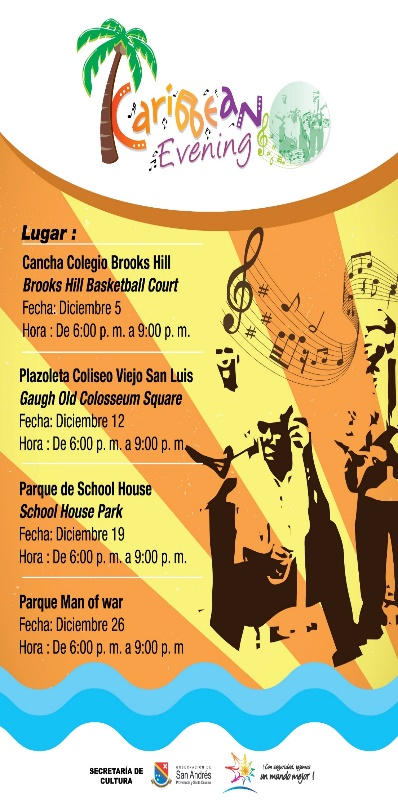 Caribbean
Evening
Lugar :
Cancha Colegio Brooks Hill
Brooks Hill Basketball Court
Fecha: Diciembre 5
Hora : De 6:00 p. m. a 9:00 p. m.
Plazoleta Coliseo Viejo San Luis
Gaugh Old Colosseum Square
Fecha: Diciembre 12
Hora : De 6:00 p. m. a 9:00 p. m.
Parque de School House
School House Park
Fecha: Diciembre 19
Hora : De 6:00 p. m. a 9:00 p. m.
Parque Man of war
Fecha: Diciembre 26
Hora : De 6:00 p. m. a 9:00 p. m
SECRETARÍA DE
CULTURA
GOBERNACIÓN DE
San Andrés
¡ Con seguridad, logramos
un mundo mejor !